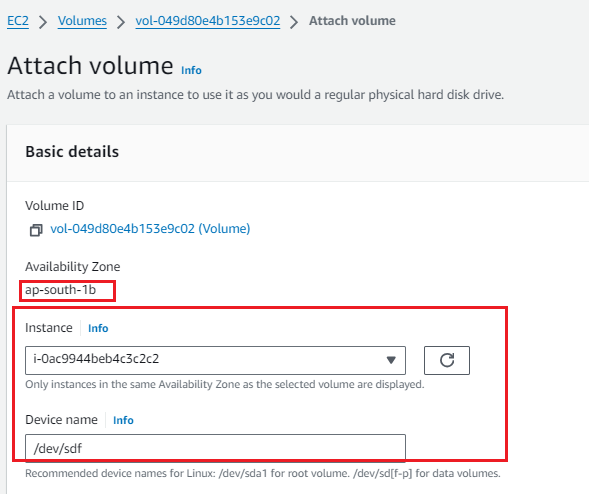 EC2 > Volumes > vol-049d80e4b153e9c02 > Attach volume
Attach volume Info
Attach a volume to an instance to use it as you would a regular physical hard disk drive.
Basic details
Volume ID
vol-049d80e4b153e9c02 (Volume)
Availability Zone
ap-south-1b
Instance Info
i-0ac9944beb4c3c2c2
Only instances in the same Availability Zone as the selected volume are displayed.
Device name Info
/dev/sdf
Recommended device names for Linux: /dev/sda1 for root volume. /dev/sd[f-p] for data volumes.